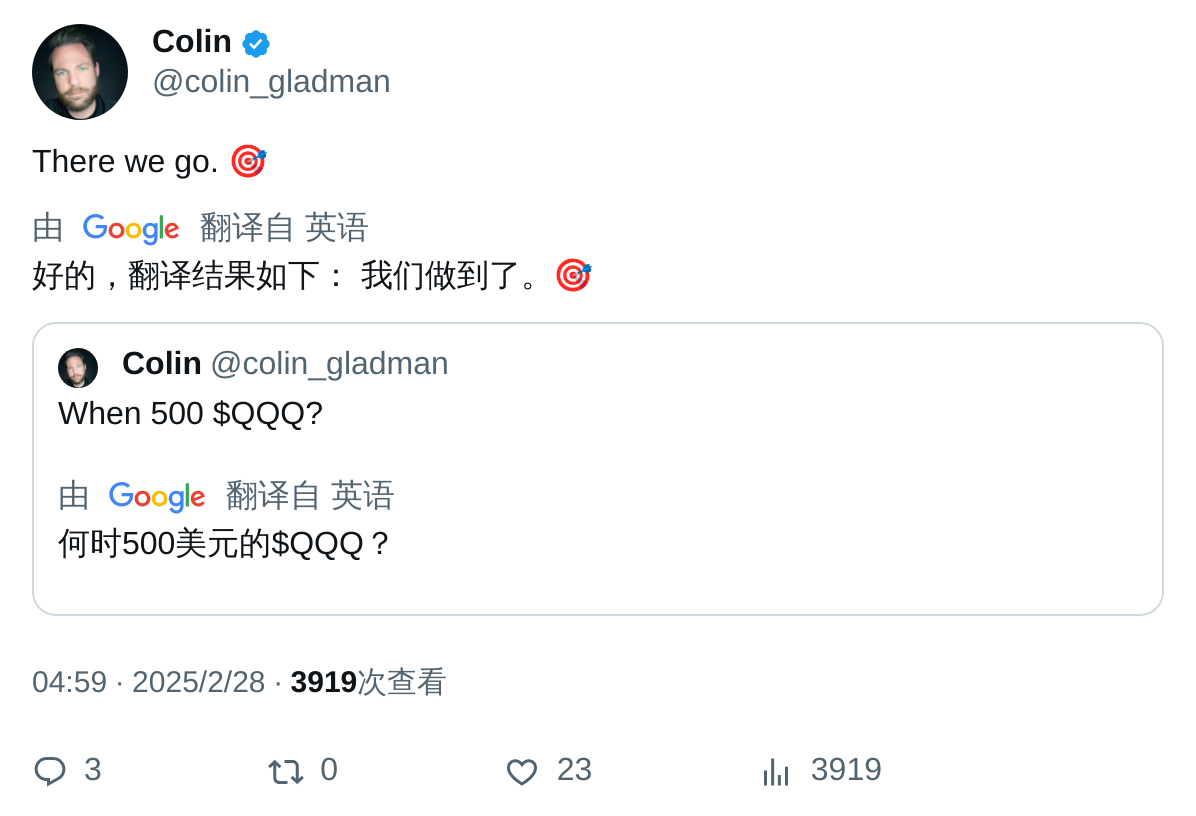 Colin
@colin_gladman
There we go. 🎯
由 Google 翻译自 英语
好的，翻译结果如下： 我们做到了。🎯
Colin @colin_gladman
When 500 $QQQ?
由 Google 翻译自 英语
何时500美元的$QQQ？
04:59 · 2025/2/28 · 3919次查看
3 0 23 3919